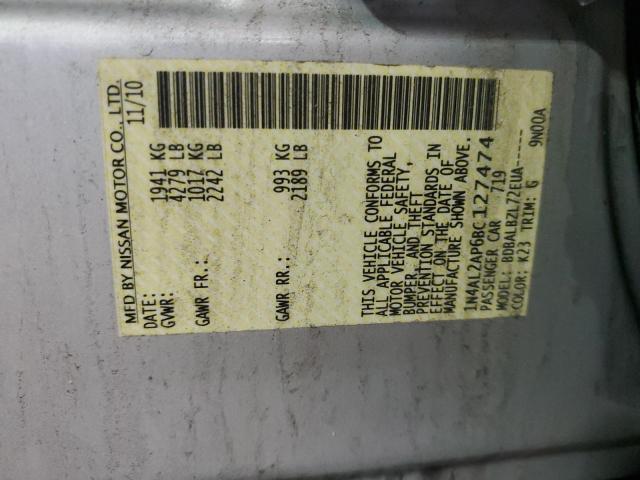 MFD BY NISSAN MOTOR CO., LTD.
DATE: 11/10
GVWR: 1941 KG
4279 LB
GAWR FR.: 1017 KG
2242 LB
GAWR RR.: 993 KG
2189 LB
THIS VEHICLE CONFORMS TO
ALL APPLICABLE FEDERAL
MOTOR VEHICLE SAFETY,
BUMPER, AND THEFT
PREVENTION STANDARDS IN
EFFECT ON THE DATE OF
MANUFACTURE SHOWN ABOVE.
1N4AL2AP6BC127474
PASSENGER CAR 719
MODEL: BDBALBZL72EUA-----
COLOR: K23 TRIM: G 9N00A